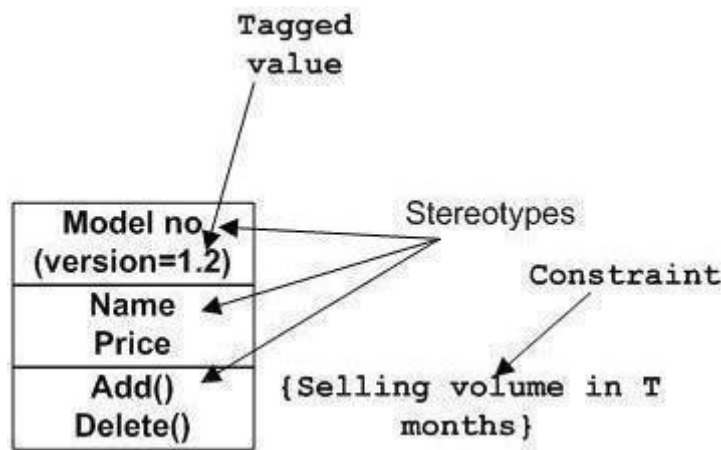 Tagged
value
Model no
(version=1.2)
Stereotypes
Name
Price
Constraint
Add()
Delete()
{Selling volume in T
months}